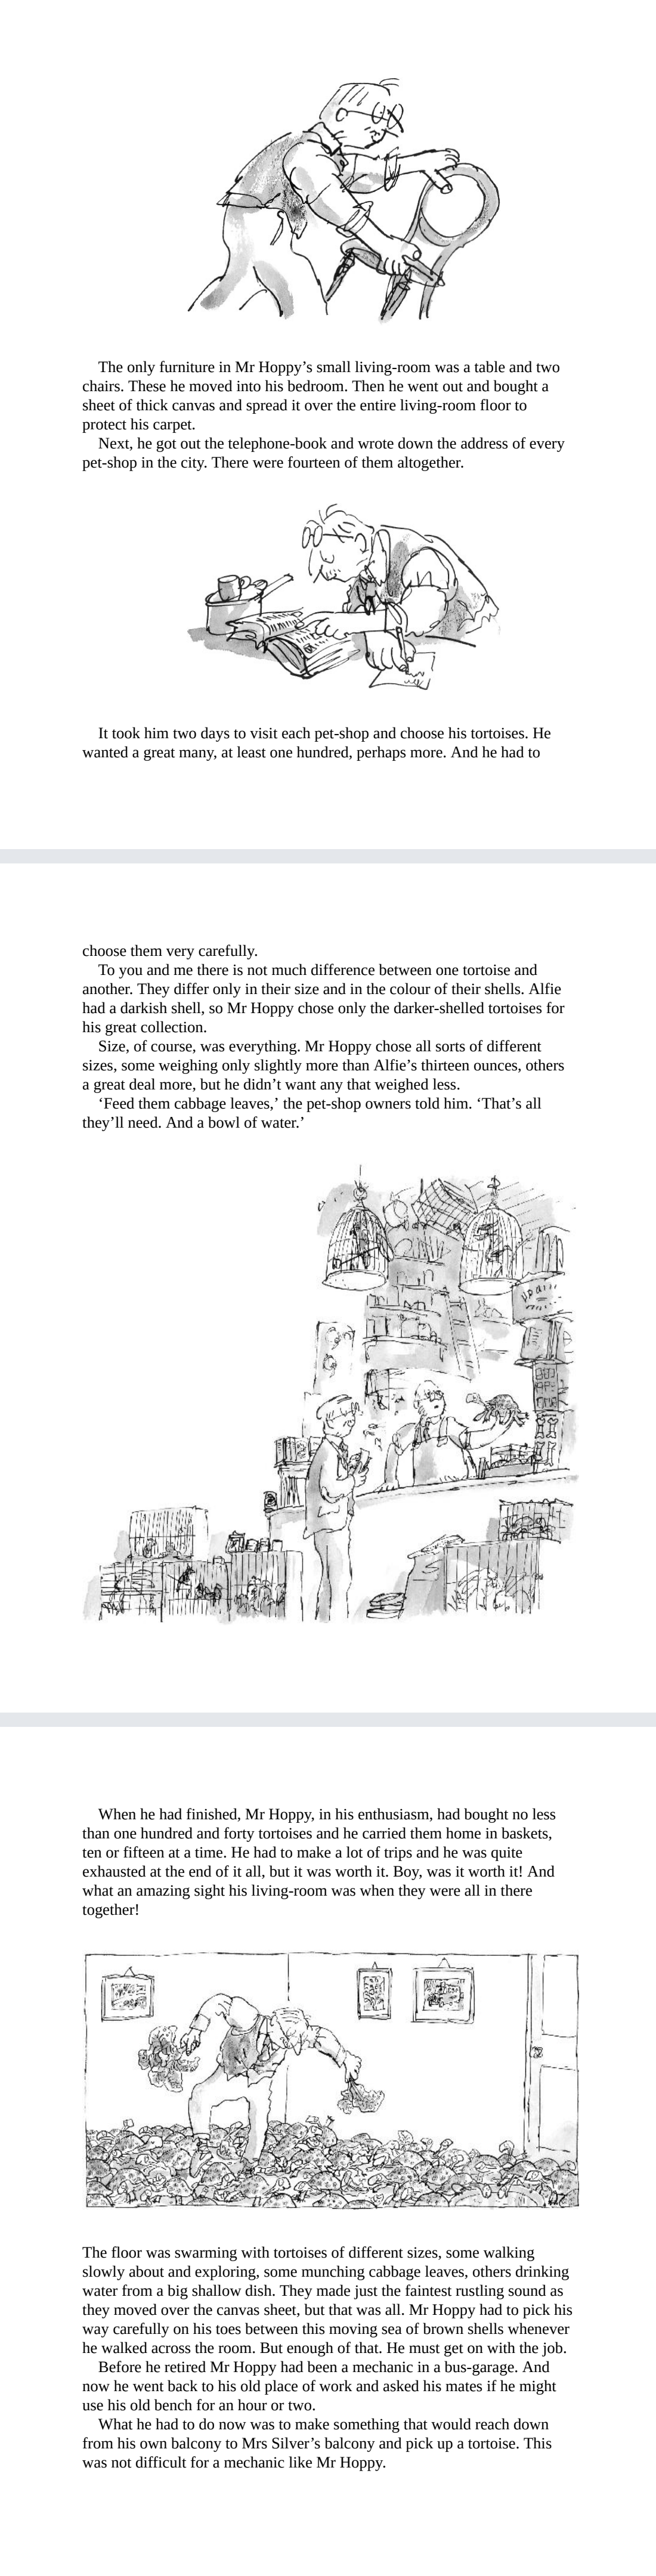 The only furniture in Mr Hoppy’s small living-room was a table and two
chairs. These he moved into his bedroom. Then he went out and bought a
sheet of thick canvas and spread it over the entire living-room floor to
protect his carpet.
Next, he got out the telephone-book and wrote down the address of every
pet-shop in the city. There were fourteen of them altogether.
It took him two days to visit each pet-shop and choose his tortoises. He
wanted a great many, at least one hundred, perhaps more. And he had to
choose them very carefully.
To you and me there is not much difference between one tortoise and
another. They differ only in their size and in the colour of their shells. Alfie
had a darkish shell, so Mr Hoppy chose only the darker-shelled tortoises for
his great collection.
Size, of course, was everything. Mr Hoppy chose all sorts of different
sizes, some weighing only slightly more than Alfie’s thirteen ounces, others
a great deal more, but he didn’t want any that weighed less.
‘Feed them cabbage leaves,’ the pet-shop owners told him. ‘That’s all
they’ll need. And a bowl of water.’
When he had finished, Mr Hoppy, in his enthusiasm, had bought no less
than one hundred and forty tortoises and he carried them home in baskets,
ten or fifteen at a time. He had to make a lot of trips and he was quite
exhausted at the end of it all, but it was worth it. Boy, was it worth it! And
what an amazing sight his living-room was when they were all in there
together!
The floor was swarming with tortoises of different sizes, some walking
slowly about and exploring, some munching cabbage leaves, others drinking
water from a big shallow dish. They made just the faintest rustling sound as
they moved over the canvas sheet, but that was all. Mr Hoppy had to pick his
way carefully on his toes between this moving sea of brown shells whenever
he walked across the room. But enough of that. He must get on with the job.
Before he retired Mr Hoppy had been a mechanic in a bus-garage. And
now he went back to his old place of work and asked his mates if he might
use his old bench for an hour or two.
What he had to do now was to make something that would reach down
from his own balcony to Mrs Silver’s balcony and pick up a tortoise. This
was not difficult for a mechanic like Mr Hoppy.